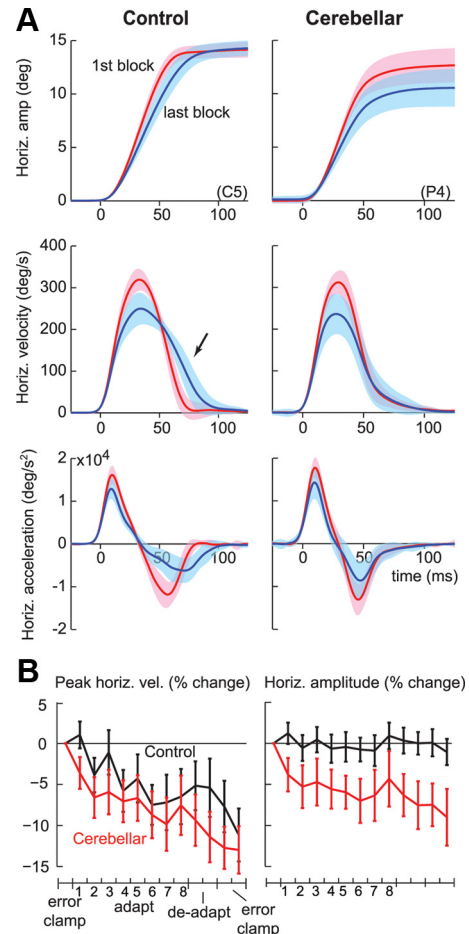 A
Control
Cerebellar
Horiz. amp (deg)
15
10
5
0
1st block
last block
(C5)
(P4)
0
50
100
0
50
100
Horiz. velocity (deg/s)
400
300
200
100
0
0
50
100
0
50
100
Horiz. acceleration (deg/s²)
x10⁴
2
1
0
-1
-2
0
50
100
0
50
100
time (ms)
B
Peak horiz. vel. (% change)
Horiz. amplitude (% change)
5
0
-5
-10
-15
Control
Cerebellar
1 2 3 4 5 6 7 8
error clamp
adapt
de-adapt
error clamp
1 2 3 4 5 6 7 8